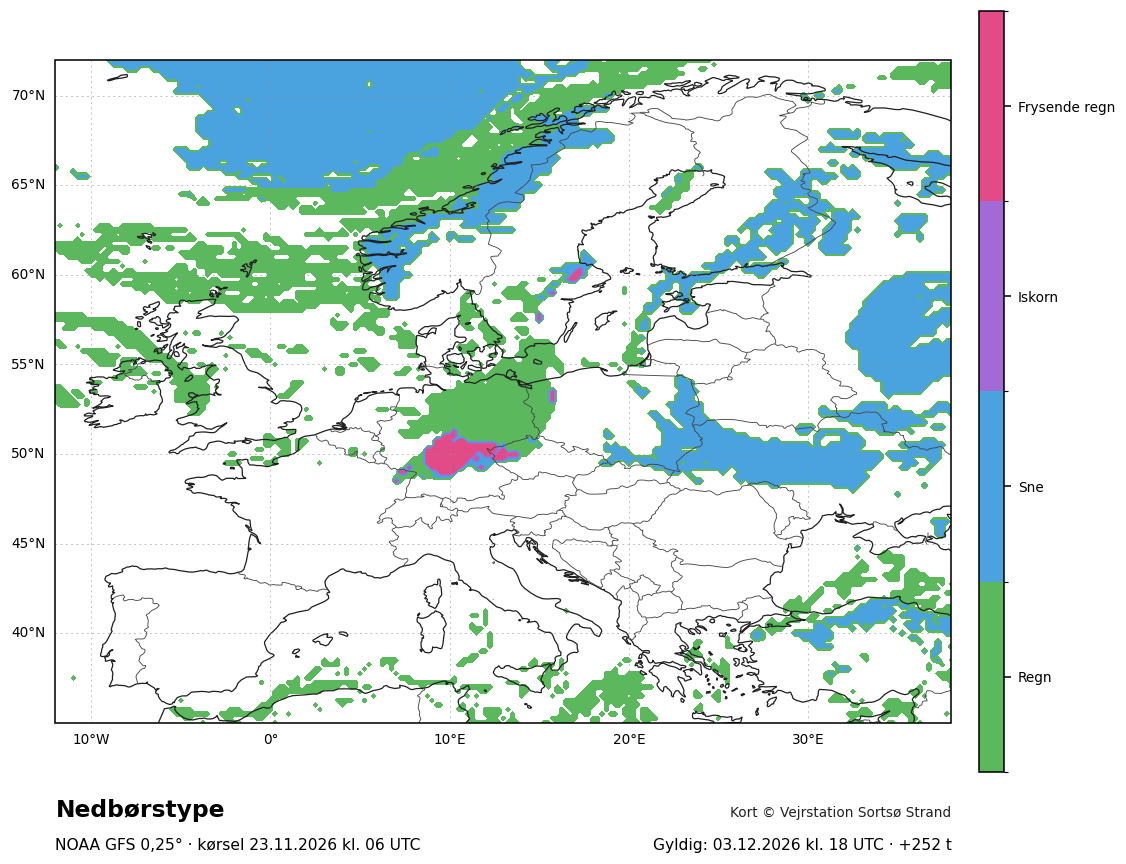 70°N
65°N
60°N
55°N
50°N
45°N
40°N
10°W
0°
10°E
20°E
30°E
Frysende regn
Iskorn
Sne
Regn
Nedbørstype
Kort © Vejrstation Sortsø Strand
NOAA GFS 0,25° · kørsel 23.11.2026 kl. 06 UTC
Gyldig: 03.12.2026 kl. 18 UTC · +252 t